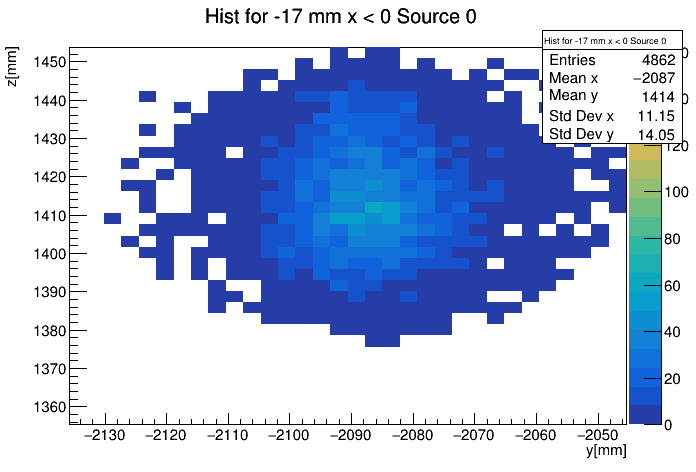 Hist for -17 mm x < 0 Source 0
z[mm]
1450
1440
1430
1420
1410
1400
1390
1380
1370
1360
−2130
−2120
−2110
−2100
−2090
−2080
−2070
−2060
−2050
y[mm]
Hist for -17 mm x < 0 Source 0
Entries 4862
Mean x −2087
Mean y 1414
Std Dev x 11.15
Std Dev y 14.05
120
100
80
60
40
20
0